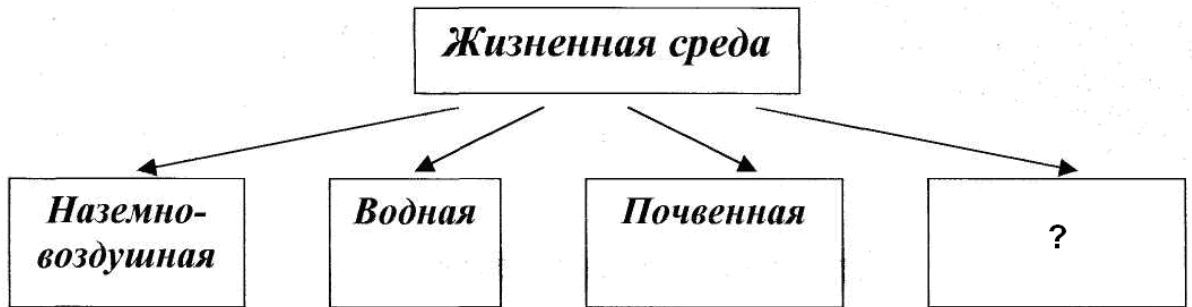 Жизненная среда
Наземно-
воздушная
Водная
Почвенная
?